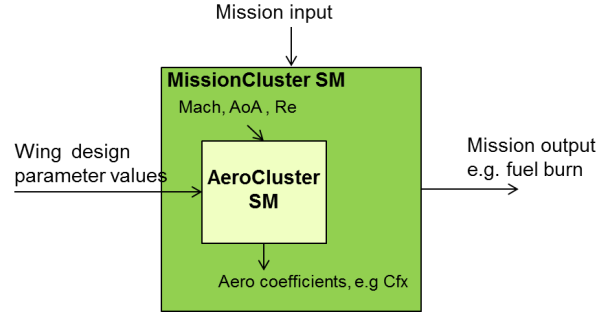 Mission input
MissionCluster SM
Mach, AoA , Re
Wing design
parameter values
AeroCluster
SM
Mission output
e.g. fuel burn
Aero coefficients, e.g Cfx